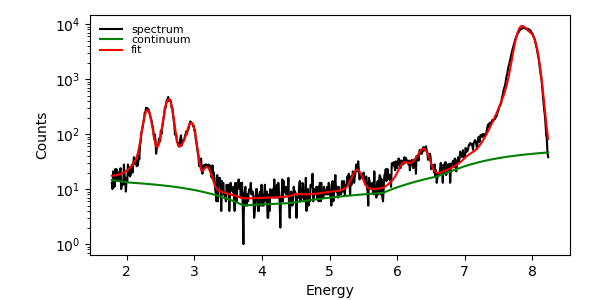 10⁴
spectrum
continuum
fit
10³
10²
10¹
10⁰
Counts
2 3 4 5 6 7 8
Energy